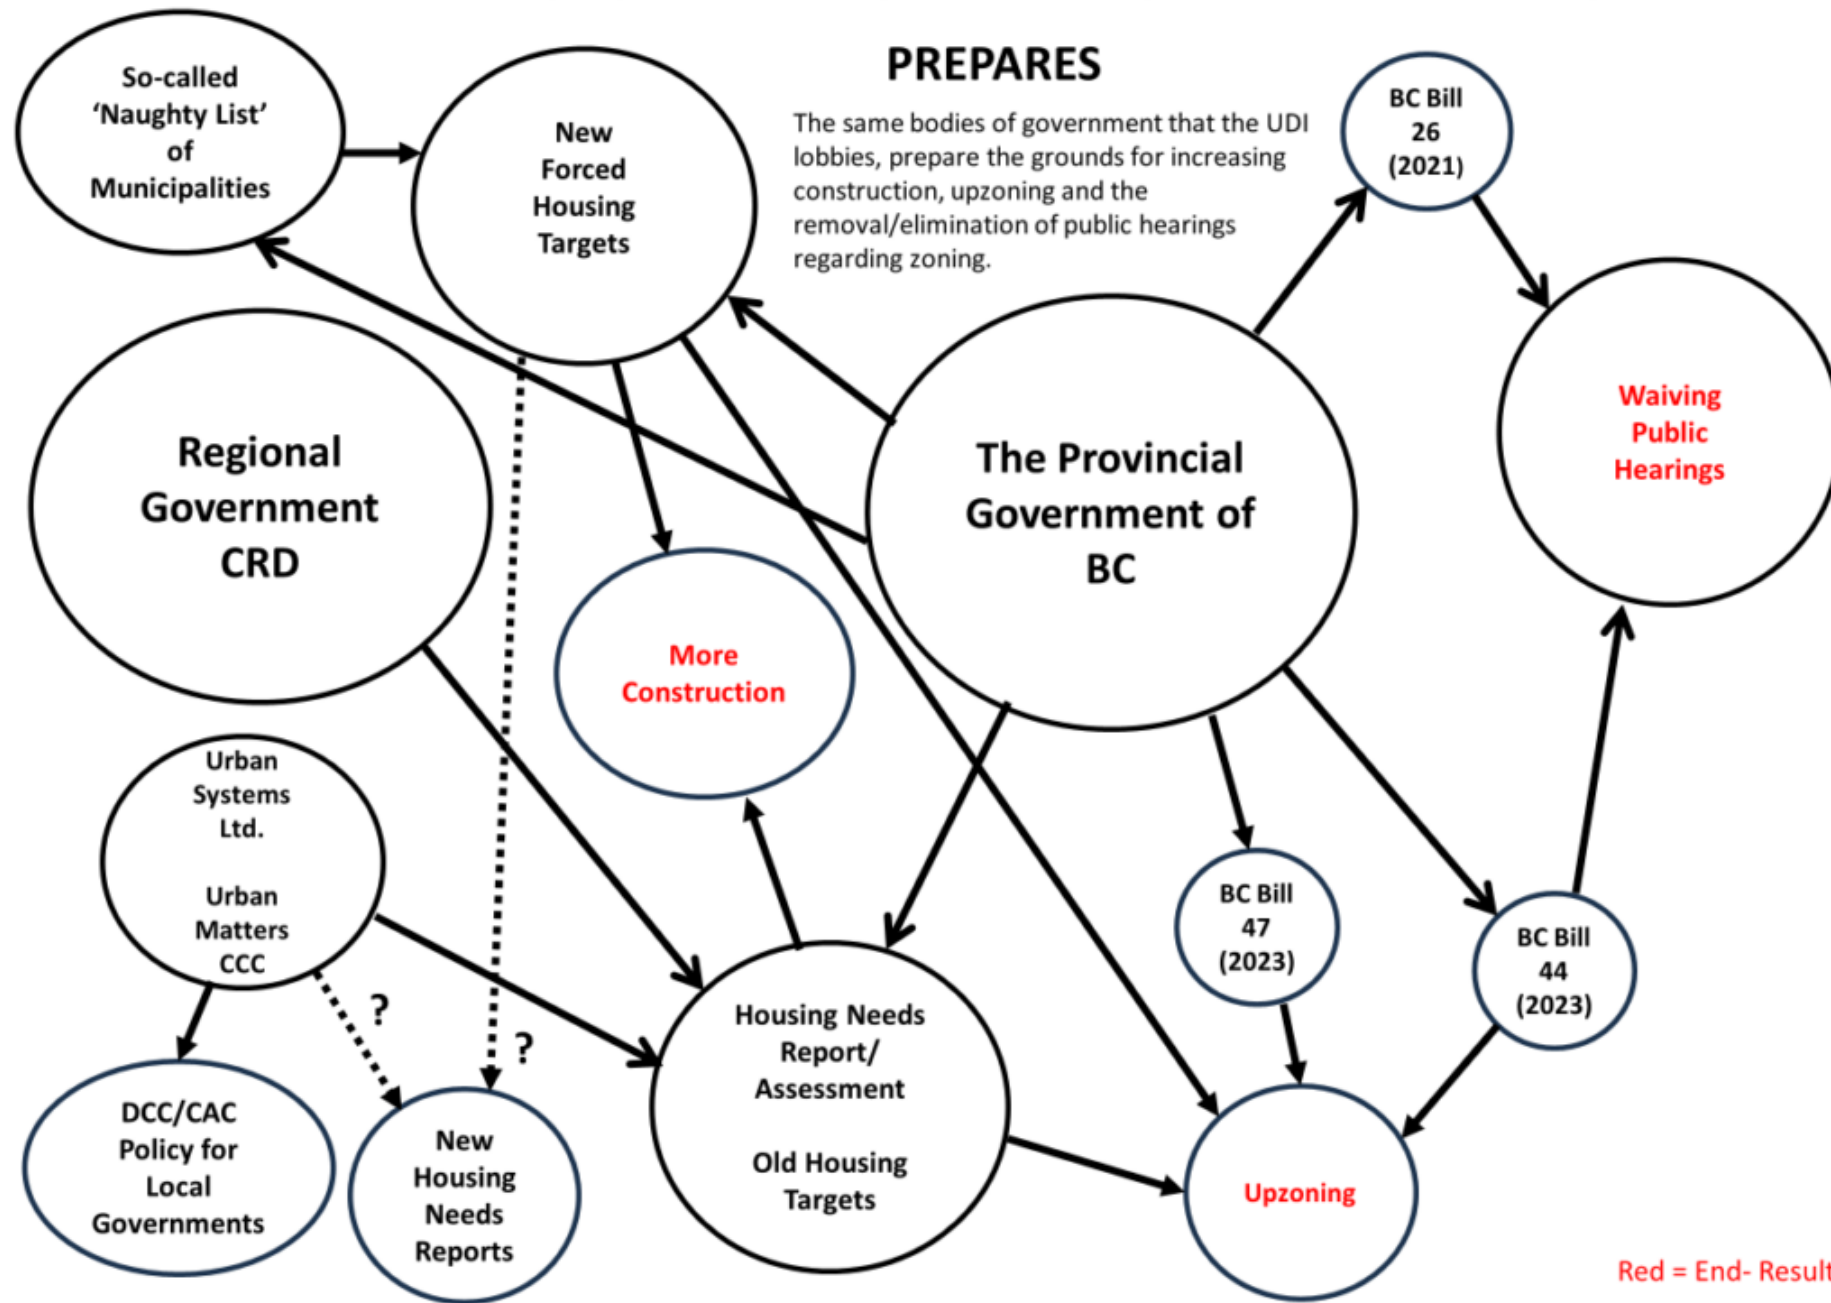 So-called
‘Naughty List’
of
Municipalities
New
Forced
Housing
Targets
PREPARES
The same bodies of government that the UDI
lobbies, prepare the grounds for increasing
construction, upzoning and the
removal/elimination of public hearings
regarding zoning.
BC Bill
26
(2021)
Waiving
Public
Hearings
Regional
Government
CRD
The Provincial
Government of
BC
More
Construction
Urban
Systems
Ltd.
Urban
Matters
CCC
BC Bill
47
(2023)
BC Bill
44
(2023)
?
?
Housing Needs
Report/
Assessment
Old Housing
Targets
DCC/CAC
Policy for
Local
Governments
New
Housing
Needs
Reports
Upzoning
Red = End- Result